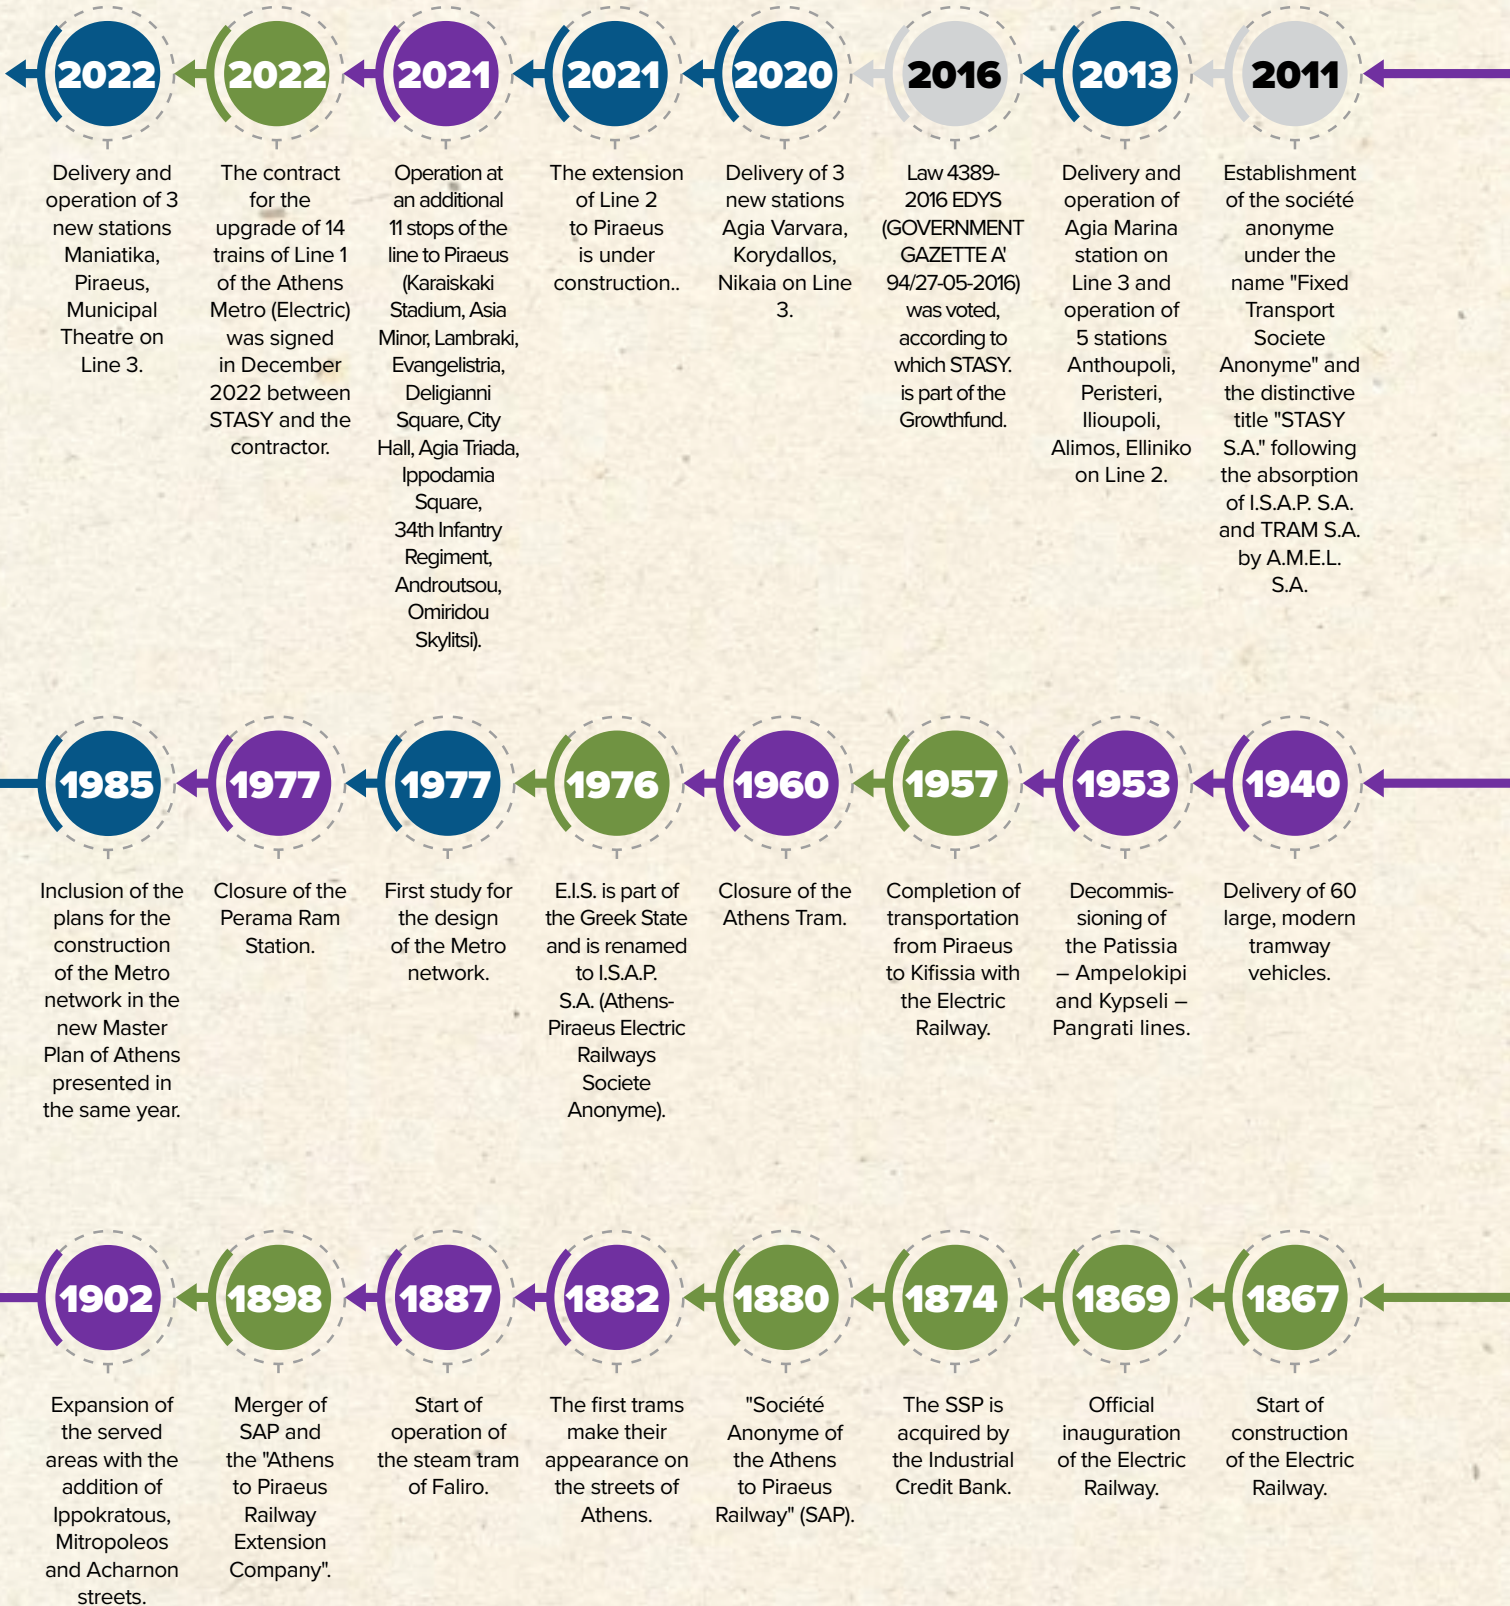 2022
Delivery and
operation of 3
new stations
Maniatika,
Piraeus,
Municipal
Theatre on
Line 3.
2022
The contract
for the
upgrade of 14
trains of Line 1
of the Athens
Metro (Electric)
was signed
in December
2022 between
STASY and the
contractor.
2021
Operation at
an additional
11 stops of the
line to Piraeus
(Karaiskaki
Stadium, Asia
Minor, Lambraki,
Evangelistria,
Deligianni
Square, City
Hall, Agia Triada,
Ippodamia
Square,
34th Infantry
Regiment,
Androutsou,
Omiridou
Skylitsi).
2021
The extension
of Line 2
to Piraeus
is under
construction..
2020
Delivery of 3
new stations
Agia Varvara,
Korydallos,
Nikaia on Line
3.
2016
Law 4389-
2016 EDYS
(GOVERNMENT
GAZETTE A'
94/27-05-2016)
was voted,
according to
which STASY.
is part of the
Growthfund.
2013
Delivery and
operation of
Agia Marina
station on
Line 3 and
operation of
5 stations
Anthoupoli,
Peristeri,
Ilioupoli,
Alimos, Elliniko
on Line 2.
2011
Establishment
of the société
anonyme
under the
name "Fixed
Transport
Societe
Anonyme" and
the distinctive
title "STASY
S.A." following
the absorption
of I.S.A.P. S.A.
and TRAM S.A.
by A.M.E.L.
S.A.
1985
Inclusion of the
plans for the
construction
of the Metro
network in the
new Master
Plan of Athens
presented in
the same year.
1977
Closure of the
Perama Ram
Station.
1977
First study for
the design
of the Metro
network.
1976
E.I.S. is part of
the Greek State
and is renamed
to I.S.A.P.
S.A. (Athens-
Piraeus Electric
Railways
Societe
Anonyme).
1960
Closure of the
Athens Tram.
1957
Completion of
transportation
from Piraeus
to Kifissia with
the Electric
Railway.
1953
Decommis-
sioning of
the Patissia
– Ampelokipi
and Kypseli –
Pangrati lines.
1940
Delivery of 60
large, modern
tramway
vehicles.
1902
Expansion of
the served
areas with the
addition of
Ippokratous,
Mitropoleos
and Acharnon
streets.
1898
Merger of
SAP and
the "Athens
to Piraeus
Railway
Extension
Company".
1887
Start of
operation of
the steam tram
of Faliro.
1882
The first trams
make their
appearance on
the streets of
Athens.
1880
"Société
Anonyme of
the Athens
to Piraeus
Railway" (SAP).
1874
The SSP is
acquired by
the Industrial
Credit Bank.
1869
Official
inauguration
of the Electric
Railway.
1867
Start of
construction
of the Electric
Railway.